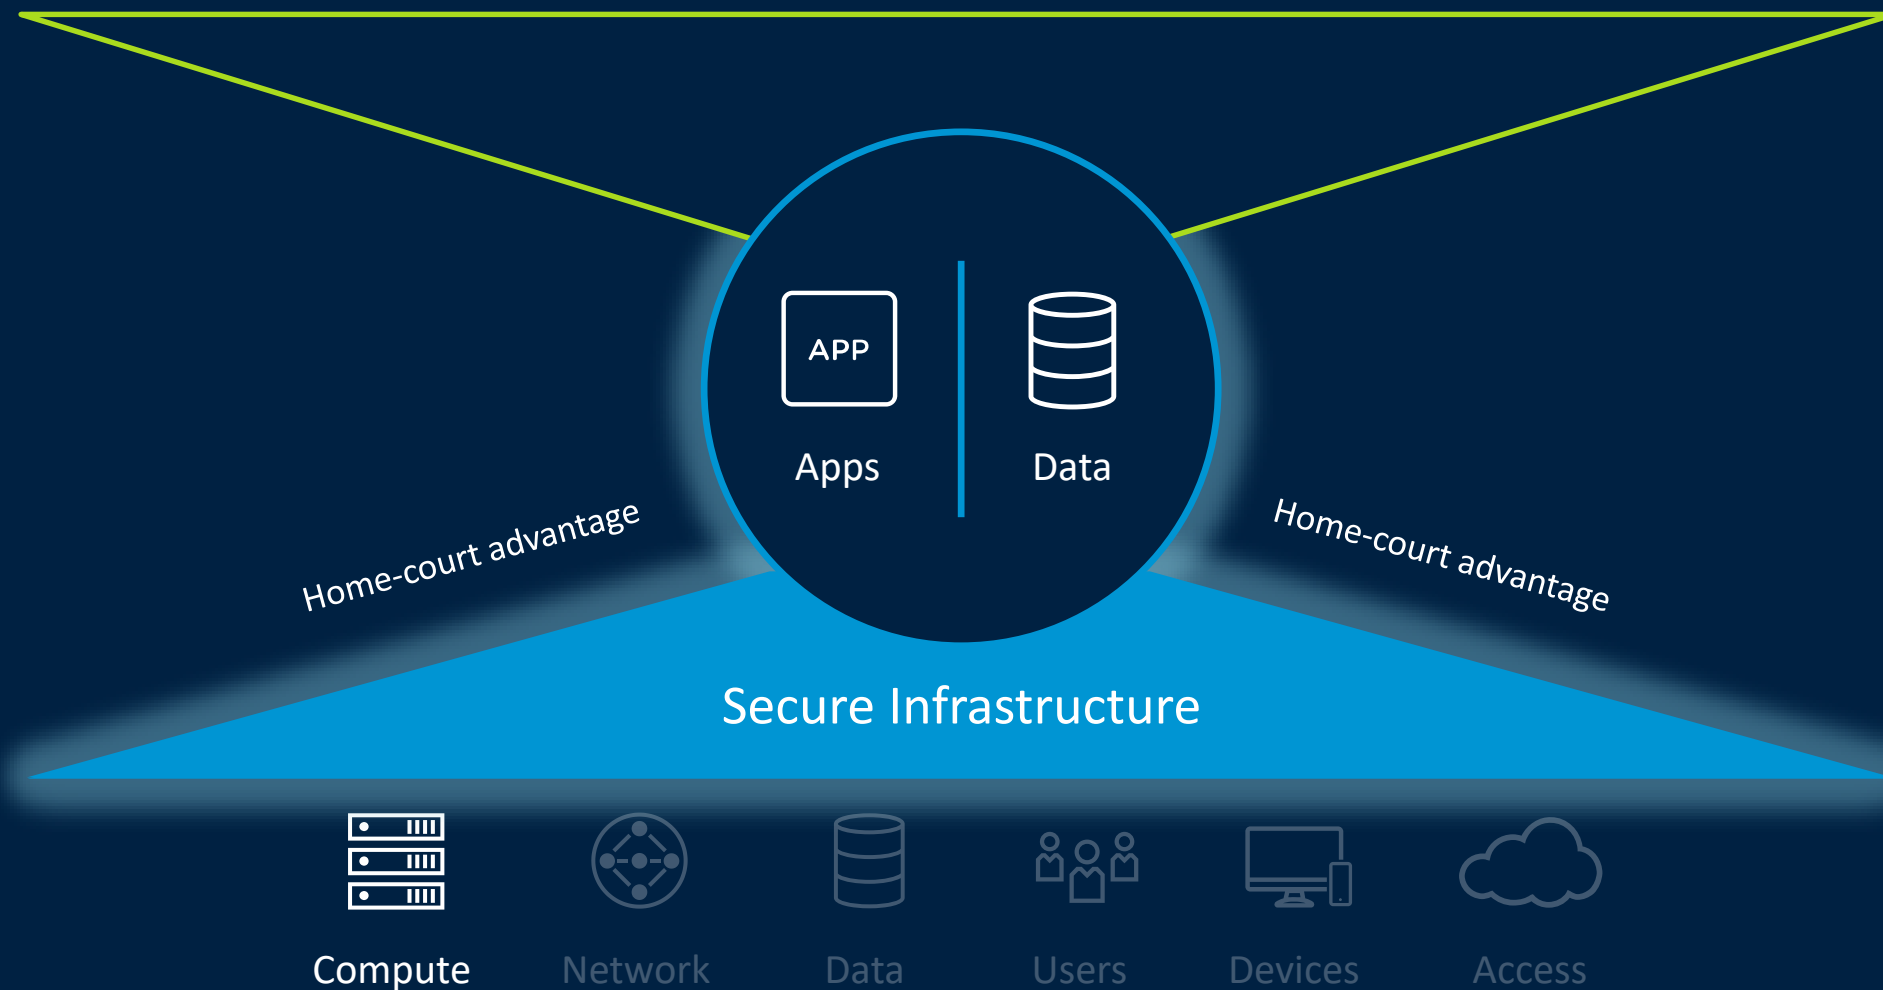 APP
Apps
Data
Home-court advantage
Home-court advantage
Secure Infrastructure
Compute
Network
Data
Users
Devices
Access